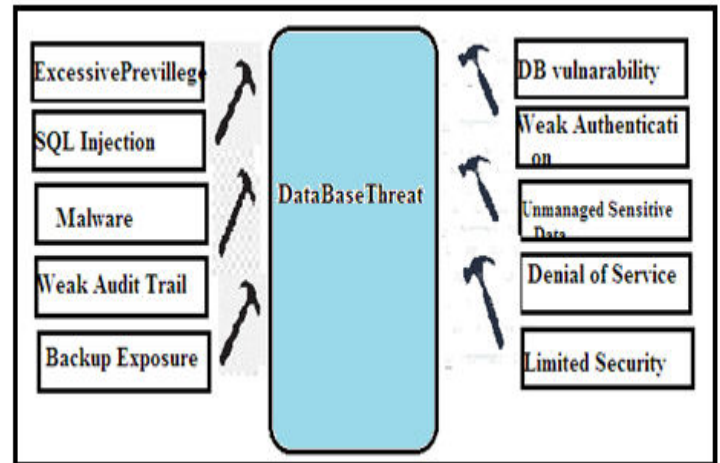 ExcessivePrevillege
SQL Injection
Malware
Weak Audit Trail
Backup Exposure
DataBaseThreat
DB vulnarability
Weak Authenticati
on
Unmanaged Sensitive
Data
Denial of Service
Limited Security